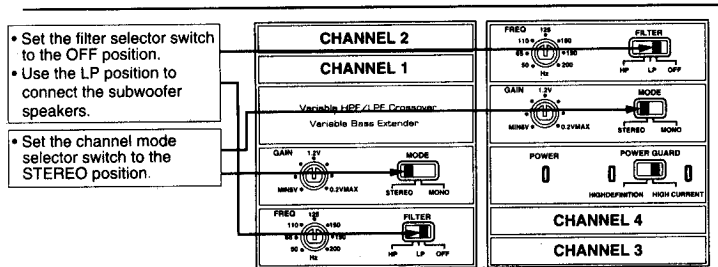 • Set the filter selector switch
to the OFF position.
• Use the LP position to
connect the subwoofer
speakers.
• Set the channel mode
selector switch to the
STEREO position.
CHANNEL 2
CHANNEL 1
Variable HPF/LPF Crossover
Variable Bass Extender
GAIN 1.2V
MIN5V 0.2VMAX
MODE
STEREO MONO
FREQ 125
110 150
65 190
50 200
Hz
FILTER
HP LP OFF
FREQ 125
110 150
65 190
50 200
Hz
FILTER
HP LP OFF
GAIN 1.2V
MIN5V 0.2VMAX
MODE
STEREO MONO
POWER
POWER GUARD
HIGHDEFINITION HIGH CURRENT
CHANNEL 4
CHANNEL 3